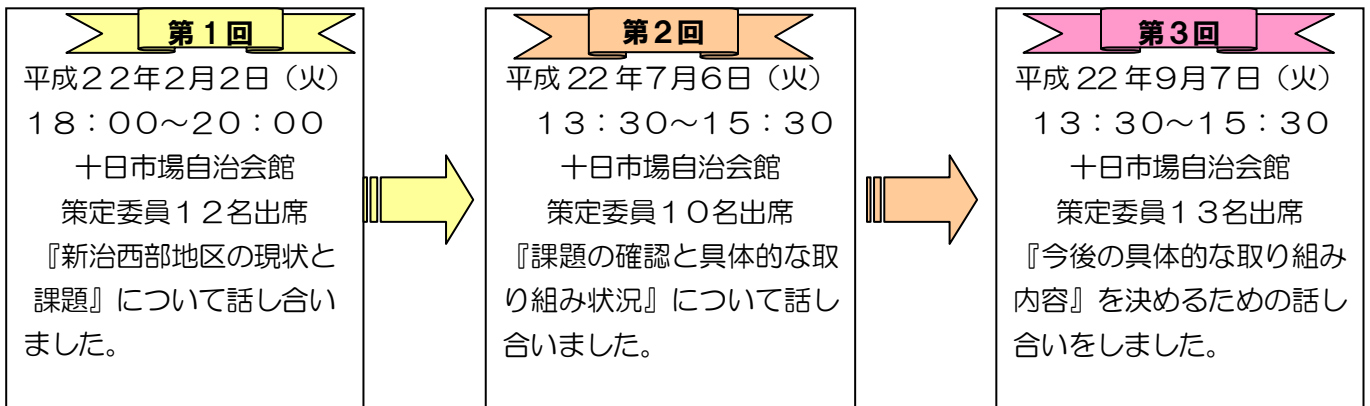 第1回
平成２２年２月２日（火）
１８：００～２０：００
十日市場自治会館
策定委員１２名出席
『新治西部地区の現状と
課題』について話し合い
ました。
第２回
平成 22 年７月６日（火）
１３：３０～１５：３０
十日市場自治会館
策定委員１０名出席
『課題の確認と具体的な取
り組み状況』について話し
合いました。
第３回
平成 22 年９月７日（火）
１３：３０～１５：３０
十日市場自治会館
策定委員１３名出席
『今後の具体的な取り組み
内容』を決めるための話し
合いをしました。